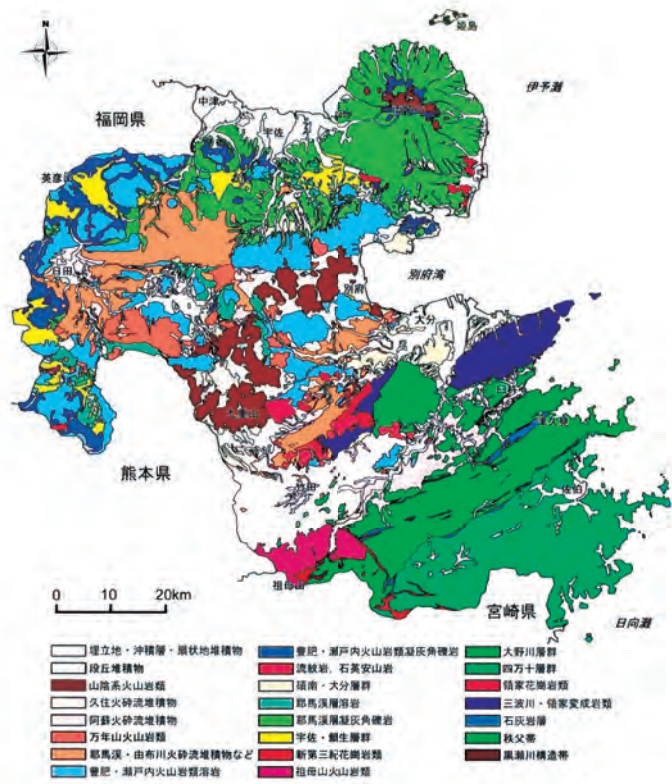 N
姫島
伊予灘
中津
宇佐
福岡県
英彦山
日田
別府
別府湾
大分
九重山
津久見
竹田
佐伯
熊本県
祖母山
宮崎県
日向灘
0 10 20km
埋立地・沖積層・扇状地堆積物
段丘堆積物
山陰系火山岩類
久住火砕流堆積物
阿蘇火砕流堆積物
万年山火山岩類
耶馬溪・由布川火砕流堆積物など
豊肥・瀬戸内火山岩類溶岩
豊肥・瀬戸内火山岩類凝灰角礫岩
流紋岩、石英安山岩
碩南・大分層群
耶馬溪層溶岩
耶馬溪層凝灰角礫岩
宇佐・鯛生層群
新第三紀花崗岩類
祖母山火山岩類
大野川層群
四万十層群
領家花崗岩類
三波川・領家変成岩類
石灰岩層
秩父帯
黒瀬川構造帯